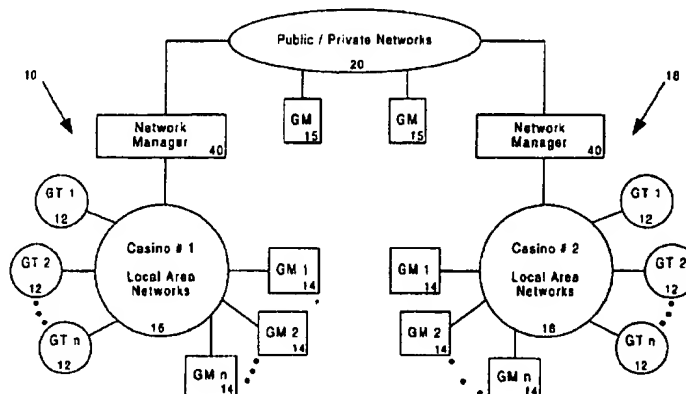 Public / Private Networks
20
10
18
GM
15
GM
15
Network
Manager
40
Network
Manager
40
GT 1
12
GT 1
12
Casino # 1
Casino # 2
GT 2
12
GM 1
14
GM 1
14
GT 2
12
Local Area
Networks
Local Area
Networks
GT n
12
16
GM 2
14
GM 2
14
16
GT n
12
GM n
14
GM n
14